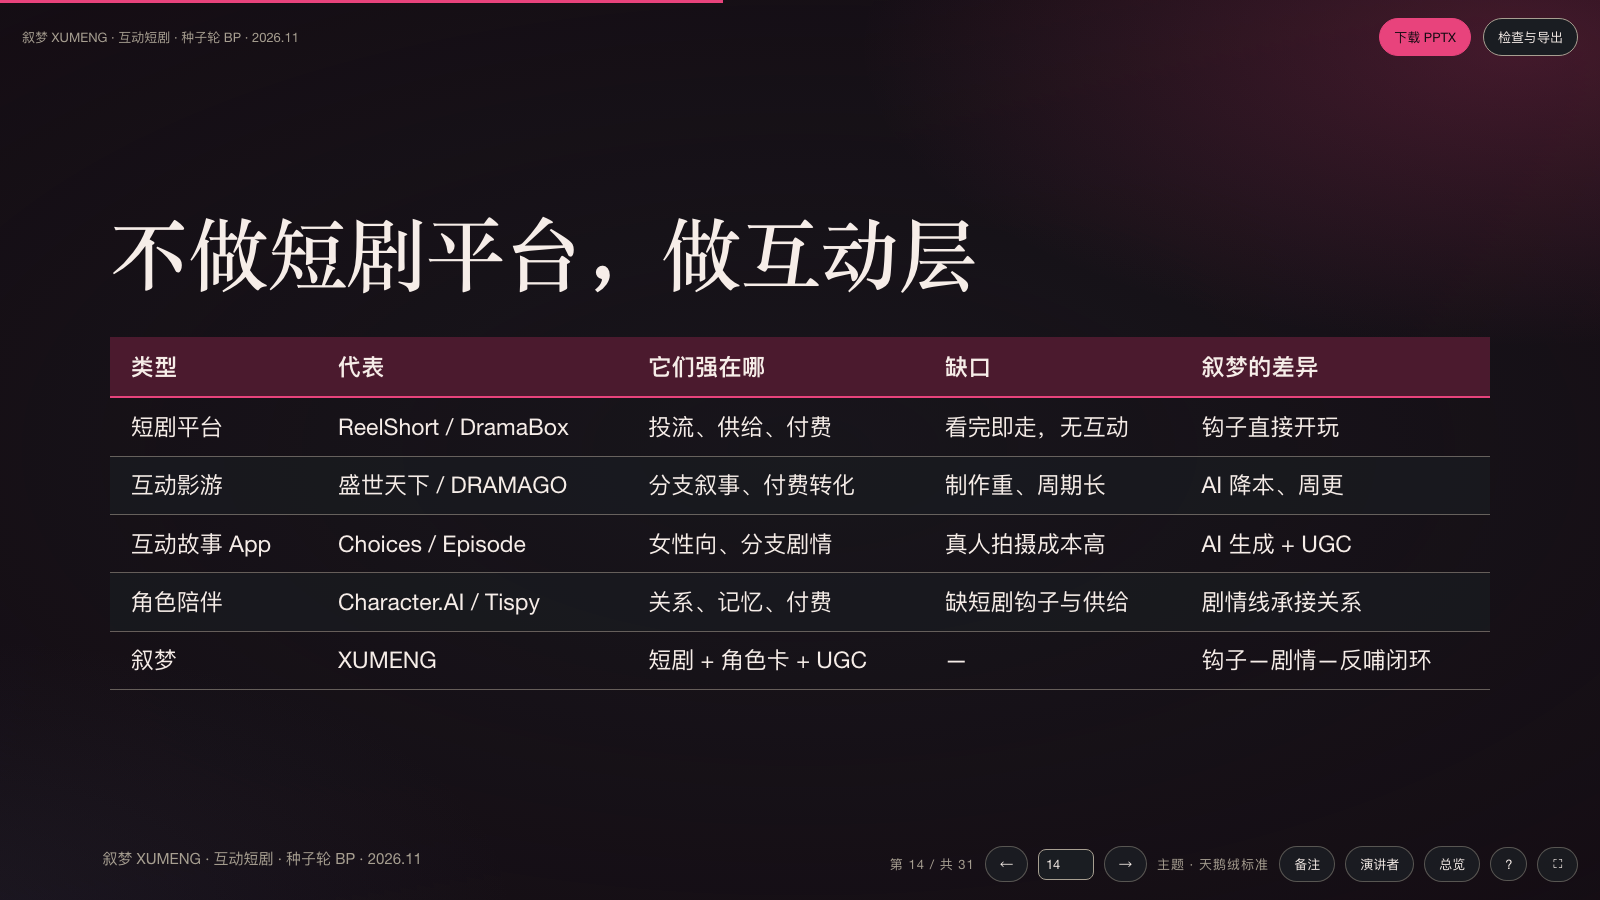 叙梦 XUMENG · 互动短剧 · 种子轮 BP · 2026.11
下载 PPTX
检查与导出
不做短剧平台，做互动层
类型 代表 它们强在哪 缺口 叙梦的差异
短剧平台 ReelShort / DramaBox 投流、供给、付费 看完即走，无互动 钩子直接开玩
互动影游 盛世天下 / DRAMAGO 分支叙事、付费转化 制作重、周期长 AI 降本、周更
互动故事 App Choices / Episode 女性向、分支剧情 真人拍摄成本高 AI 生成 + UGC
角色陪伴 Character.AI / Tispy 关系、记忆、付费 缺短剧钩子与供给 剧情线承接关系
叙梦 XUMENG 短剧 + 角色卡 + UGC — 钩子—剧情—反哺闭环
叙梦 XUMENG · 互动短剧 · 种子轮 BP · 2026.11
第 14 / 共 31 ← 14 → 主题 · 天鹅绒标准 备注 演讲者 总览 ?